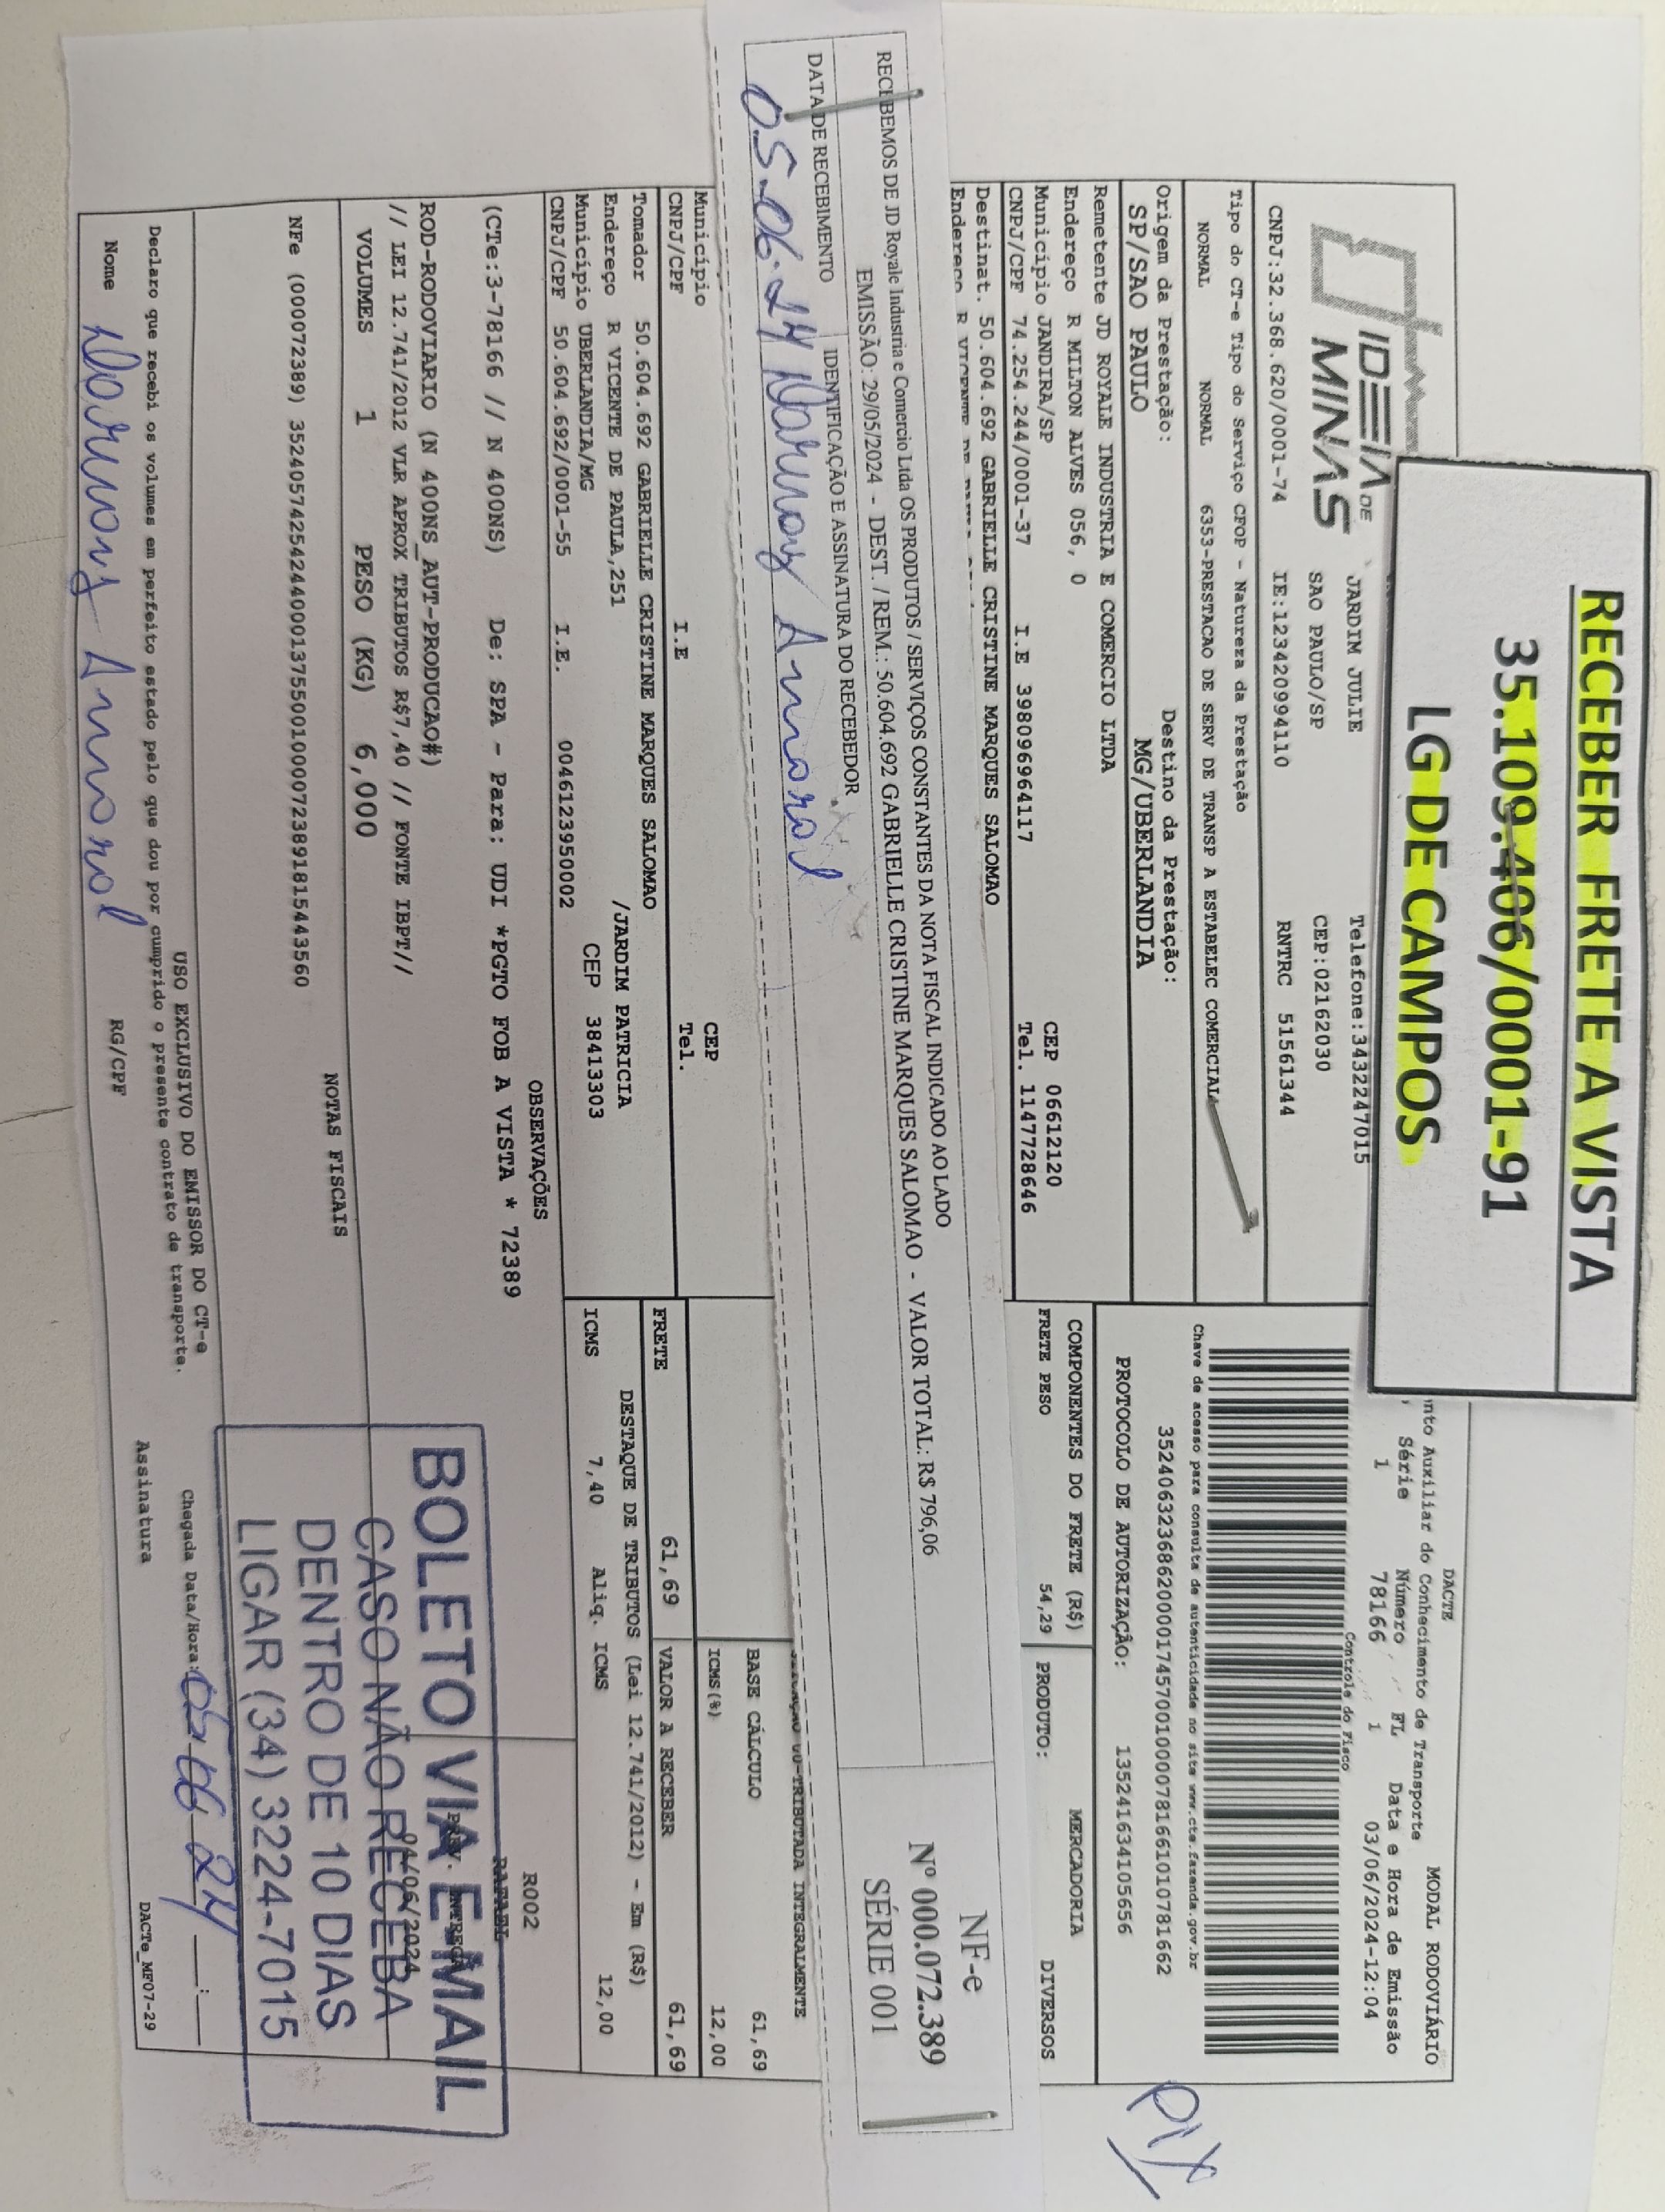 RECEBER FRETE A VISTA
35.109.406/0001-91
LG DE CAMPOS
IDEIA DE
MINAS
JARDIM JULIE
Telefone:3432247015
SAO PAULO/SP
CEP:02162030
CNPJ:32.368.620/0001-74 IE:123420994110 RNTRC 51561344
Tipo do CT-e Tipo do Serviço CFOP - Natureza da Prestação
NORMAL NORMAL 6353-PRESTACAO DE SERV DE TRANSP A ESTABELEC COMERCIAL
Origem da Prestação: Destino da Prestação:
SP/SAO PAULO MG/UBERLANDIA
Remetente JD ROYALE INDUSTRIA E COMERCIO LTDA
Endereço R MILTON ALVES 056, 0
Município JANDIRA/SP CEP 06612120
CNPJ/CPF 74.254.244/0001-37 I.E 398096964117 Tel. 1147728646
Destinat. 50.604.692 GABRIELLE CRISTINE MARQUES SALOMAO
Endereço R VICENTE DE
DACTE MODAL RODOVIÁRIO
nto Auxiliar do Conhecimento de Transporte
Série Número FL Data e Hora de Emissão
1 78166 1 03/06/2024-12:04
Controle do Fisco
Chave de acesso para consulta de autenticidade no site www.cte.fazenda.gov.br
35240632368620000174570010000781661010781662
PROTOCOLO DE AUTORIZAÇÃO: 135241634105656
PIX
COMPONENTES DO FRETE (R$) MERCADORIA
FRETE PESO 54,29 PRODUTO: DIVERSOS
RECEBEMOS DE JD Royale Industria e Comercio Ltda OS PRODUTOS / SERVIÇOS CONSTANTES DA NOTA FISCAL INDICADO AO LADO
EMISSÃO: 29/05/2024 - DEST. / REM.: 50.604.692 GABRIELLE CRISTINE MARQUES SALOMAO - VALOR TOTAL: R$ 796,06
DATA DE RECEBIMENTO IDENTIFICAÇÃO E ASSINATURA DO RECEBEDOR
05-06-24 Amaral
NF-e
Nº 000.072.389
SÉRIE 001
Município CEP
CNPJ/CPF I.E Tel.
Tomador 50.604.692 GABRIELLE CRISTINE MARQUES SALOMAO
Endereço R VICENTE DE PAULA,251 /JARDIM PATRICIA
Município UBERLANDIA/MG CEP 38413303
CNPJ/CPF 50.604.692/0001-55 I.E. 0046123950002
TRIBUTADA INTEGRALMENTE
BASE CÁLCULO 61,69
ICMS(%) 12,00
FRETE 61,69 VALOR A RECEBER 61,69
DESTAQUE DE TRIBUTOS (Lei 12.741/2012) - Em (R$)
ICMS 7,40 Aliq. ICMS 12,00
OBSERVAÇÕES
R002
(CTe:3-78166 // N 400NS) De: SPA - Para: UDI *PGTO FOB A VISTA * 72389
RAFAEL
ROD-RODOVIARIO (N 400NS_AUT-PRODUCAO#)
// LEI 12.741/2012 VLR APROX TRIBUTOS R$7,40 // FONTE IBPT//
PREV. ENTREGA
04/06/2024
VOLUMES 1 PESO (KG) 6,000
NOTAS FISCAIS
NFe (000072389) 35240574254244000137550010000723891815443560
BOLETO VIA EMAIL
CASO NÃO RECEBA
DENTRO DE 10 DIAS
LIGAR (34) 3224-7015
USO EXCLUSIVO DO EMISSOR DO CT-e
Declaro que recebi os volumes em perfeito estado pelo que dou por cumprido o presente contrato de transporte.
Chegada Data/Hora: 05 06 24 __:__
Nome Amaral RG/CPF Assinatura
DACTe_MF07-29